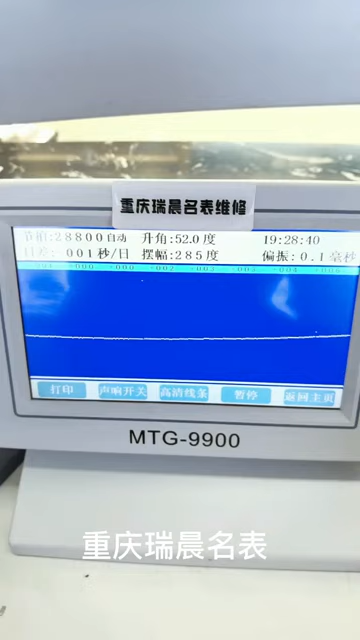 重庆瑞晨名表维修
节拍:28800自动 升角:52.0度 19:28:40
日差:-001秒/日 摆幅:285度 偏振:0.1毫秒
打印 声响开关 高清线条 暂停 返回主页
MTG-9900
重庆瑞晨名表